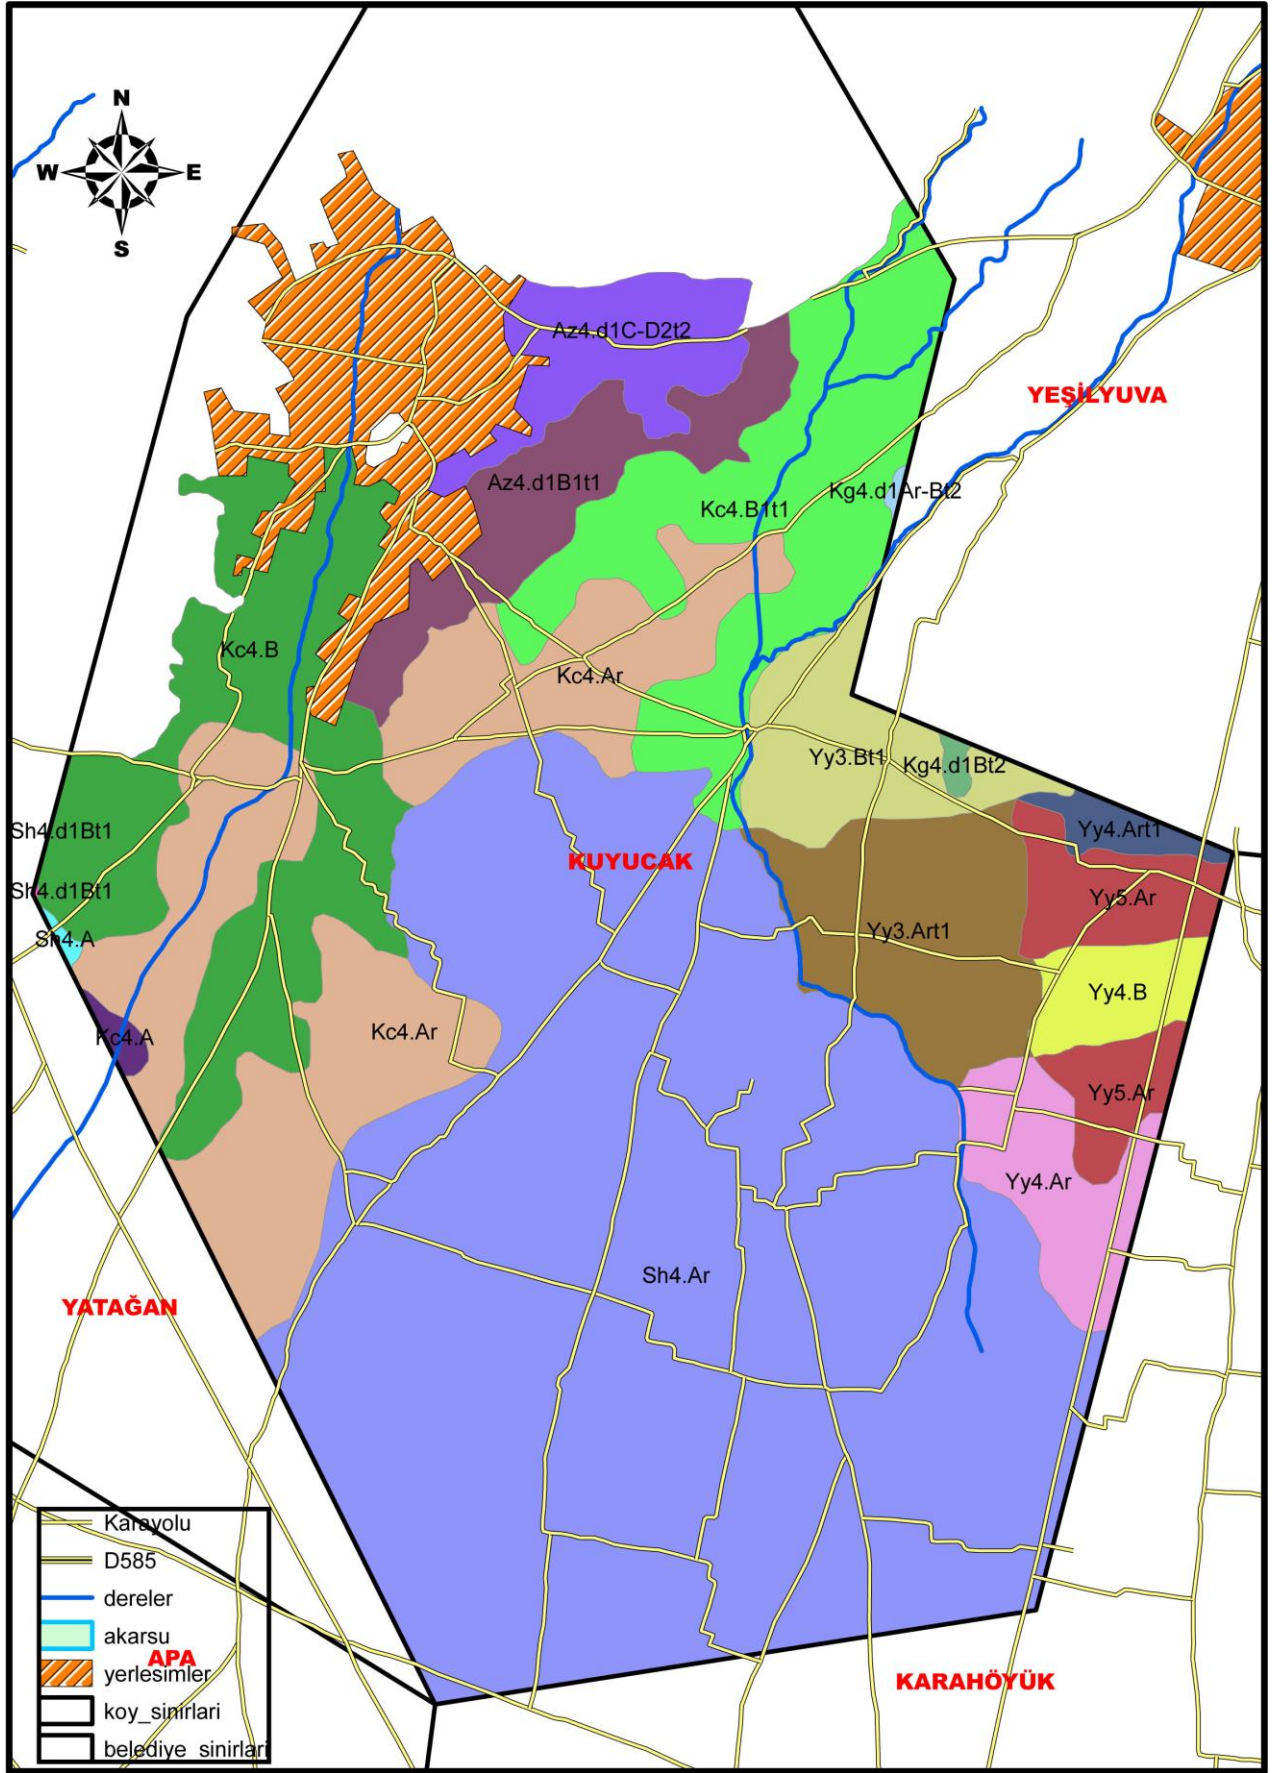 N
W E
S
Az4.d1C-D2t2
YEŞİLYUVA
Az4.d1B1t1
Kg4.d1Ar-Bt2
Kc4.B1t1
Kc4.B
Kc4.Ar
Yy3.Bt1
Kg4.d1Bt2
Sh4.d1Bt1
Yy4.Art1
KUYUCAK
Sh4.d1Bt1
Yy5.Ar
Sh4.A
Yy3.Art1
Yy4.B
Kc4.A
Kc4.Ar
Yy5.Ar
Yy4.Ar
Sh4.Ar
YATAĞAN
Karayolu
D585
dereler
akarsu
APA
yerlesimler
KARAHÖYÜK
koy_sinirlari
belediye_sinirlari